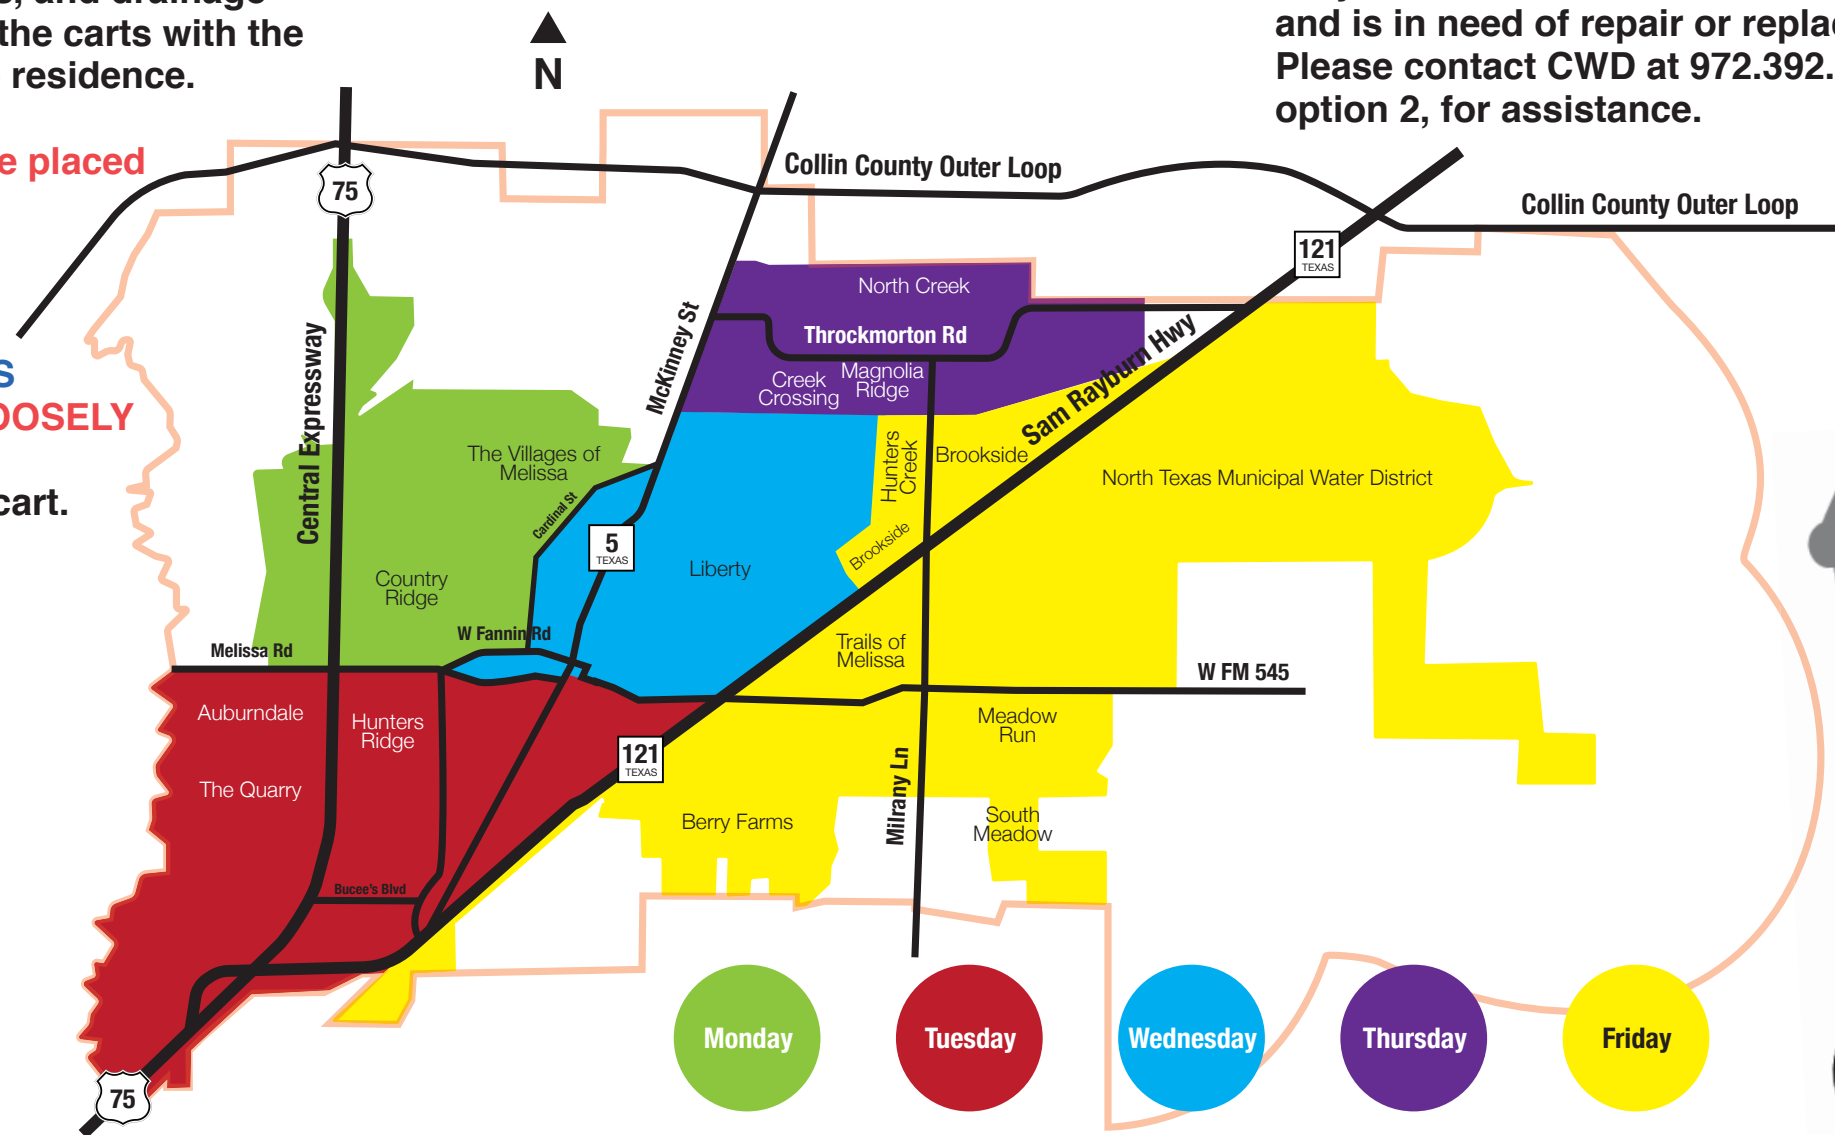 the carts with the
residence.
e placed
OOSELY
cart.
N
and is in need of repair or
Please contact CWD at 972.392.
option 2, for assistance.
75
Collin County Outer Loop
Collin County Outer Loop
121
TEXAS
North Creek
Throckmorton Rd
McKinney St
Central Expressway
Creek
Crossing
Magnolia
Ridge
Sam Rayburn Hwy
The Villages of
Melissa
Hunters
Creek
Brookside
North Texas Municipal Water District
Cardinal St
5
TEXAS
Brookside
Liberty
Country
Ridge
W Fannin Rd
Melissa Rd
Trails of
Melissa
W FM 545
Auburndale
Hunters
Ridge
Meadow
Run
121
TEXAS
The Quarry
Milrany Ln
Berry Farms
South
Meadow
Bucee's Blvd
75
Monday
Tuesday
Wednesday
Thursday
Friday